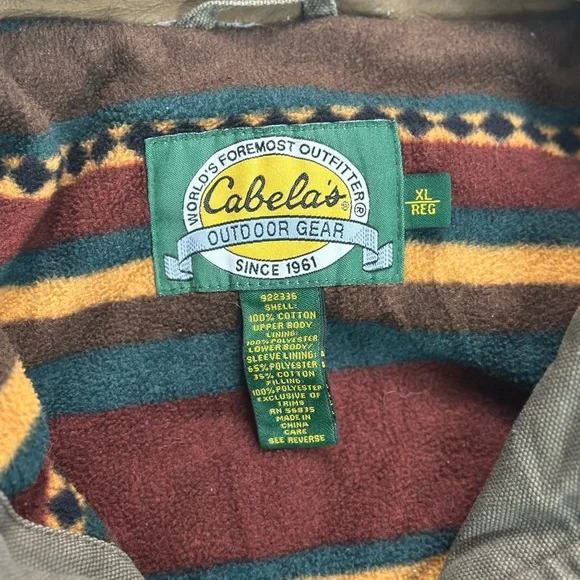 WORLD'S FOREMOST OUTFITTER®
Cabela's®
OUTDOOR GEAR
SINCE 1961
XL
REG
922336
SHELL:
100% COTTON
UPPER BODY
LINING:
100% POLYESTER
LOWER BODY/
SLEEVE LINING:
65% POLYESTER
35% COTTON
FILLING:
100% POLYESTER
EXCLUSIVE OF
TRIMS
RN 56835
MADE IN
CHINA
CARE
SEE REVERSE